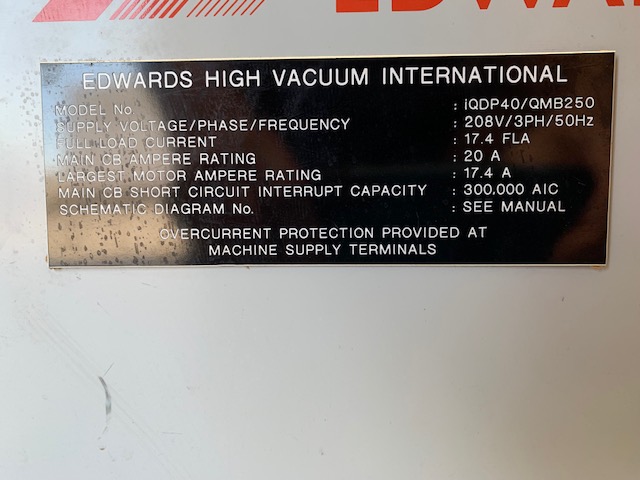 EDWARDS HIGH VACUUM INTERNATIONAL
MODEL No : iQDP40/QMB250
SUPPLY VOLTAGE/PHASE/FREQUENCY : 208V/3PH/50Hz
FULL LOAD CURRENT : 17.4 FLA
MAIN CB AMPERE RATING : 20 A
LARGEST MOTOR AMPERE RATING : 17.4 A
MAIN CB SHORT CIRCUIT INTERRUPT CAPACITY : 300,000 AIC
SCHEMATIC DIAGRAM No. : SEE MANUAL
OVERCURRENT PROTECTION PROVIDED AT
MACHINE SUPPLY TERMINALS